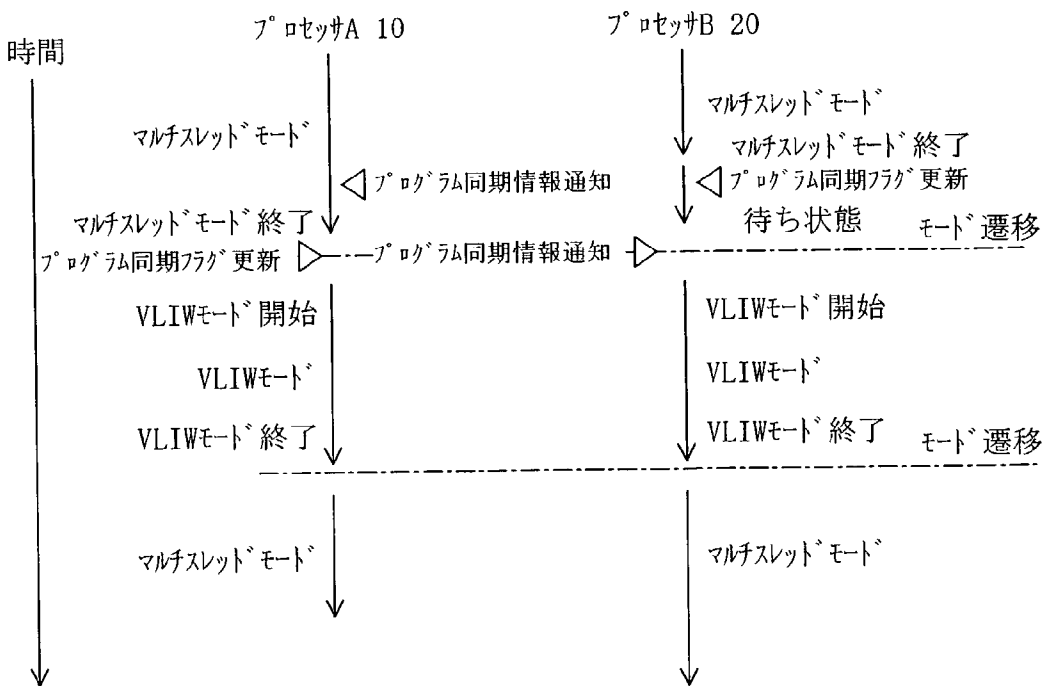 時間
プロセッサA 10
プロセッサB 20
マルチスレッドモード
マルチスレッドモード
マルチスレッドモード終了
プログラム同期情報通知
プログラム同期フラグ更新
マルチスレッドモード終了
待ち状態
モード遷移
プログラム同期フラグ更新
プログラム同期情報通知
VLIWモード開始
VLIWモード開始
VLIWモード
VLIWモード
VLIWモード終了
VLIWモード終了
モード遷移
マルチスレッドモード
マルチスレッドモード